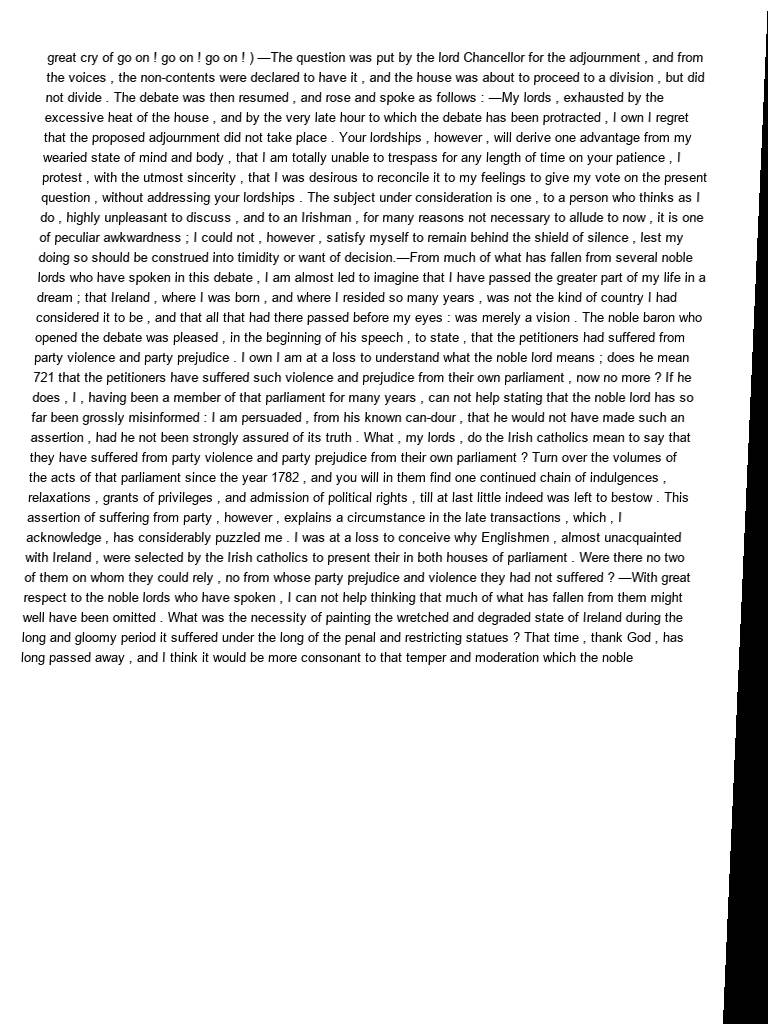 great cry of go on ! go on ! go on ! ) —The question was put by the lord Chancellor for the adjournment , and from
the voices , the non-contents were declared to have it , and the house was about to proceed to a division , but did
not divide . The debate was then resumed , and rose and spoke as follows : —My lords , exhausted by the
excessive heat of the house , and by the very late hour to which the debate has been protracted , I own I regret
that the proposed adjournment did not take place . Your lordships , however , will derive one advantage from my
wearied state of mind and body , that I am totally unable to trespass for any length of time on your patience , I
protest , with the utmost sincerity , that I was desirous to reconcile it to my feelings to give my vote on the present
question , without addressing your lordships . The subject under consideration is one , to a person who thinks as I
do , highly unpleasant to discuss , and to an Irishman , for many reasons not necessary to allude to now , it is one
of peculiar awkwardness ; I could not , however , satisfy myself to remain behind the shield of silence , lest my
doing so should be construed into timidity or want of decision.—From much of what has fallen from several noble
lords who have spoken in this debate , I am almost led to imagine that I have passed the greater part of my life in a
dream ; that Ireland , where I was born , and where I resided so many years , was not the kind of country I had
considered it to be , and that all that had there passed before my eyes : was merely a vision . The noble baron who
opened the debate was pleased , in the beginning of his speech , to state , that the petitioners had suffered from
party violence and party prejudice . I own I am at a loss to understand what the noble lord means ; does he mean
721 that the petitioners have suffered such violence and prejudice from their own parliament , now no more ? If he
does , I , having been a member of that parliament for many years , can not help stating that the noble lord has so
far been grossly misinformed : I am persuaded , from his known can-dour , that he would not have made such an
assertion , had he not been strongly assured of its truth . What , my lords , do the Irish catholics mean to say that
they have suffered from party violence and party prejudice from their own parliament ? Turn over the volumes of
the acts of that parliament since the year 1782 , and you will in them find one continued chain of indulgences ,
relaxations , grants of privileges , and admission of political rights , till at last little indeed was left to bestow . This
assertion of suffering from party , however , explains a circumstance in the late transactions , which , I
acknowledge , has considerably puzzled me . I was at a loss to conceive why Englishmen , almost unacquainted
with Ireland , were selected by the Irish catholics to present their in both houses of parliament . Were there no two
of them on whom they could rely , no from whose party prejudice and violence they had not suffered ? —With great
respect to the noble lords who have spoken , I can not help thinking that much of what has fallen from them might
well have been omitted . What was the necessity of painting the wretched and degraded state of Ireland during the
long and gloomy period it suffered under the long of the penal and restricting statues ? That time , thank God , has
long passed away , and I think it would be more consonant to that temper and moderation which the noble